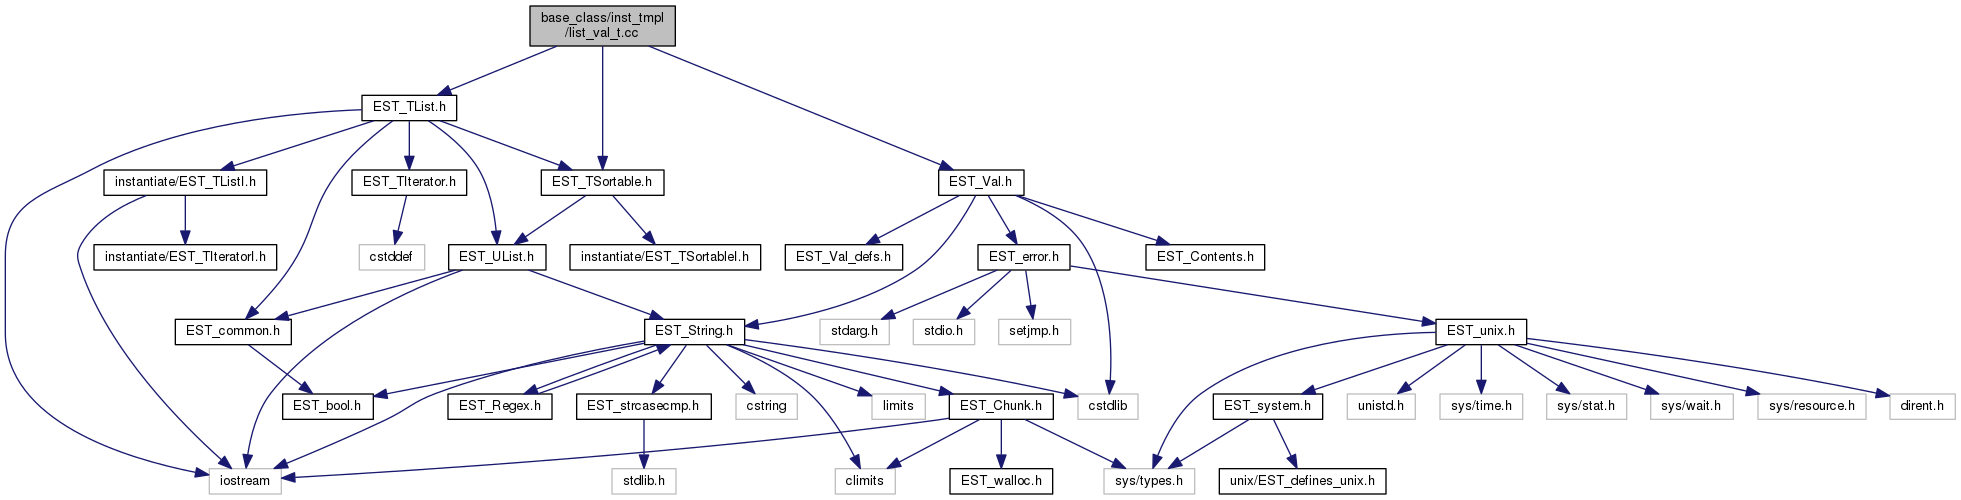 base_class/inst_tmpl
/list_val_t.cc
EST_TList.h
instantiate/EST_TListI.h
EST_TIterator.h
EST_TSortable.h
EST_Val.h
instantiate/EST_TIteratorI.h
cstddef
EST_UList.h
instantiate/EST_TSortableI.h
EST_Val_defs.h
EST_error.h
EST_Contents.h
EST_common.h
EST_String.h
stdarg.h
stdio.h
setjmp.h
EST_unix.h
EST_bool.h
EST_Regex.h
EST_strcasecmp.h
cstring
limits
EST_Chunk.h
cstdlib
EST_system.h
unistd.h
sys/time.h
sys/stat.h
sys/wait.h
sys/resource.h
dirent.h
iostream
stdlib.h
climits
EST_walloc.h
sys/types.h
unix/EST_defines_unix.h